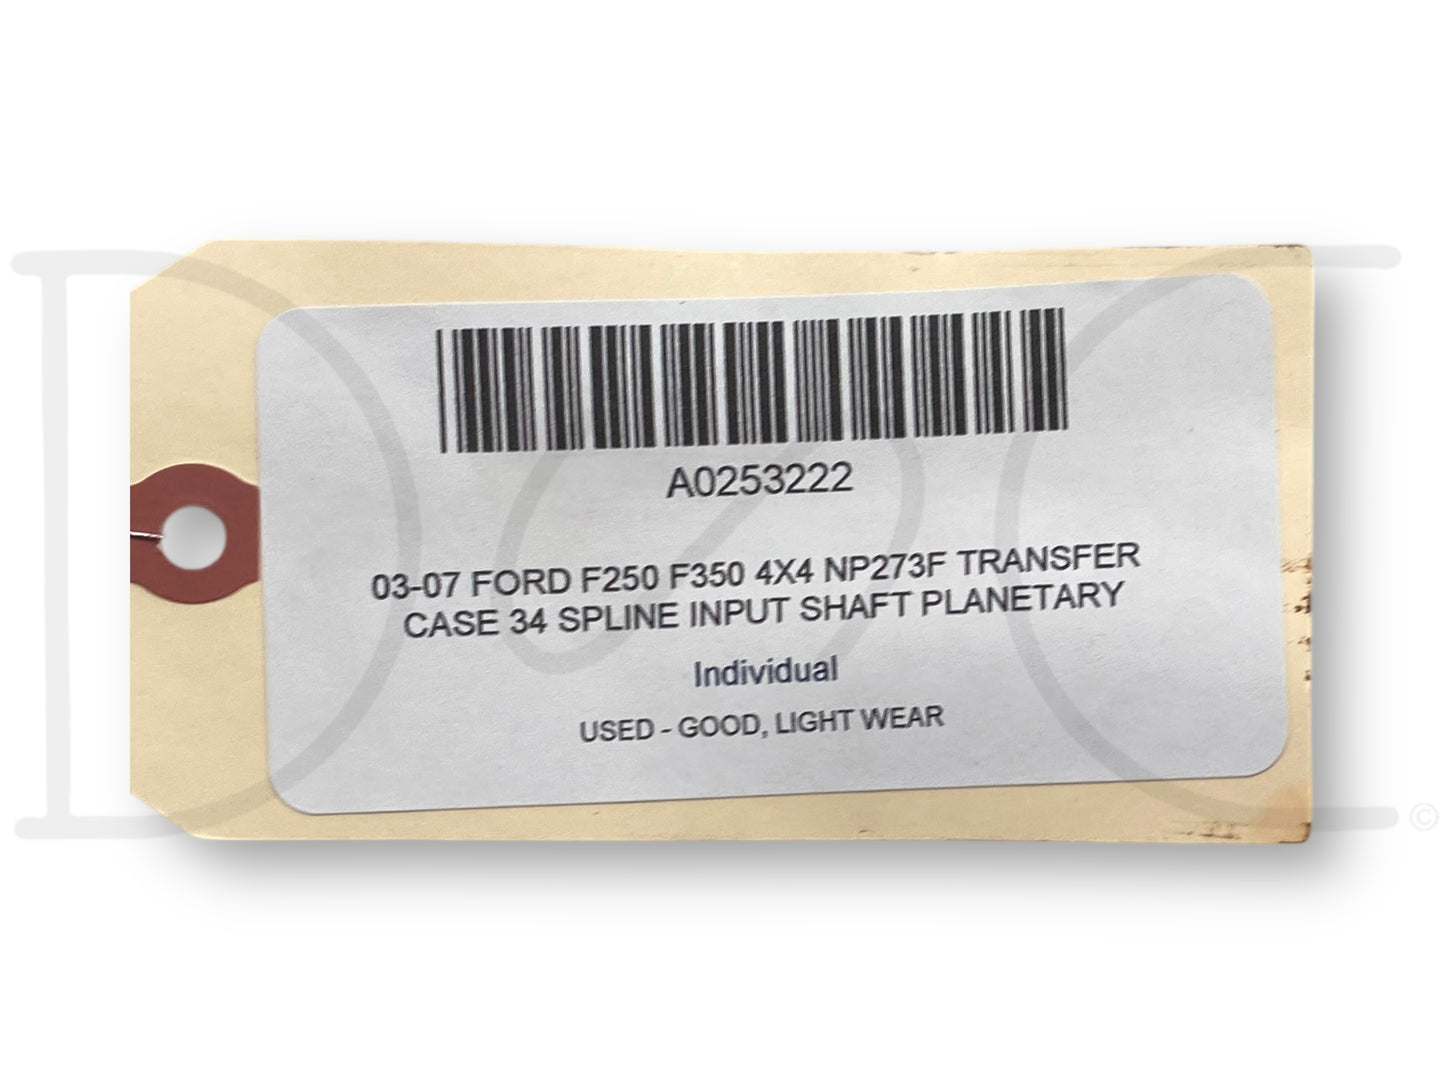 A0253222
03-07 FORD F250 F350 4X4 NP273F TRANSFER
CASE 34 SPLINE INPUT SHAFT PLANETARY
Individual
USED - GOOD, LIGHT WEAR
D&C
©